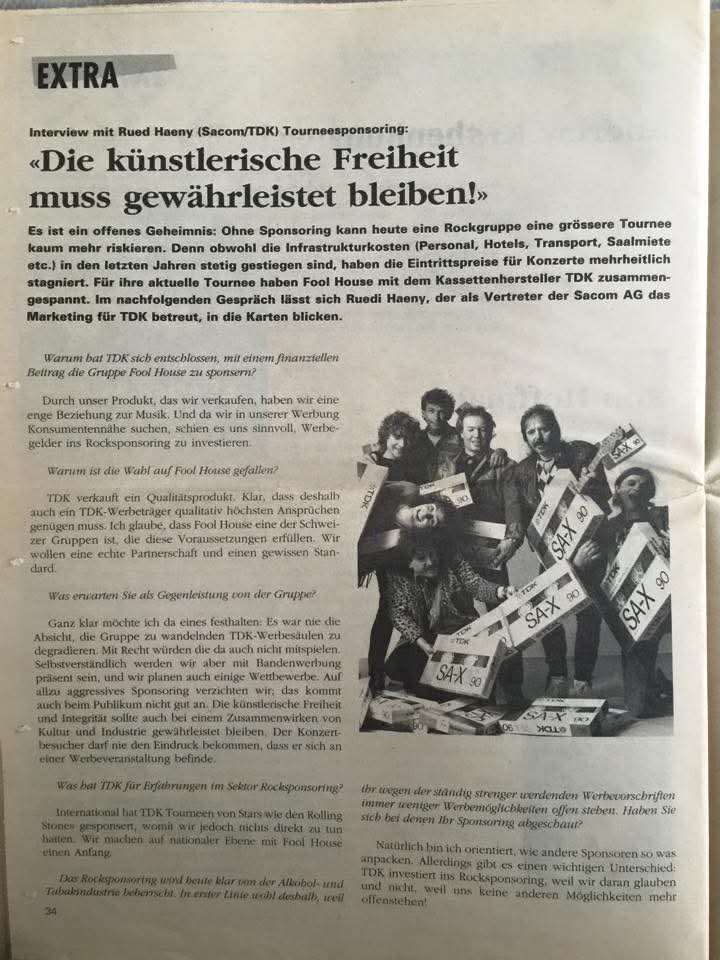 EXTRA
Interview mit Rued Haeny (Sacom/TDK) Tourneesponsoring:
«Die künstlerische Freiheit
muss gewährleistet bleiben!»
Es ist ein offenes Geheimnis: Ohne Sponsoring kann heute eine Rockgruppe eine grössere Tournee
kaum mehr riskieren. Denn obwohl die Infrastrukturkosten (Personal, Hotels, Transport, Saalmiete
etc.) in den letzten Jahren stetig gestiegen sind, haben die Eintrittspreise für Konzerte mehrheitlich
stagniert. Für ihre aktuelle Tournee haben Fool House mit dem Kassettenhersteller TDK zusammen-
gespannt. Im nachfolgenden Gespräch lässt sich Ruedi Haeny, der als Vertreter der Sacom AG das
Marketing für TDK betreut, in die Karten blicken.
Warum hat TDK sich entschlossen, mit einem finanziellen
Beitrag die Gruppe Fool House zu sponsern?
Durch unser Produkt, das wir verkaufen, haben wir eine
enge Beziehung zur Musik. Und da wir in unserer Werbung
Konsumentennähe suchen, schien es uns sinnvoll, Werbe-
gelder ins Rocksponsoring zu investieren.
Warum ist die Wahl auf Fool House gefallen?
TDK verkauft ein Qualitätsprodukt. Klar, dass deshalb
auch ein TDK-Werbeträger qualitativ höchsten Ansprüchen
genügen muss. Ich glaube, dass Fool House eine der Schwei-
zer Gruppen ist, die diese Voraussetzungen erfüllen. Wir
wollen eine echte Partnerschaft und einen gewissen Stan-
dard.
Was erwarten Sie als Gegenleistung von der Gruppe?
Ganz klar möchte ich da eines festhalten: Es war nie die
Absicht, die Gruppe zu wandelnden TDK-Werbesäulen zu
degradieren. Mit Recht würden die da auch nicht mitspielen.
Selbstverständlich werden wir aber mit Bandenwerbung
präsent sein, und wir planen auch einige Wettbewerbe. Auf
allzu aggressives Sponsoring verzichten wir; das kommt
auch beim Publikum nicht gut an. Die künstlerische Freiheit
und Integrität sollte auch bei einem Zusammenwirken von
Kultur und Industrie gewährleistet bleiben. Der Konzert-
besucher darf nie den Eindruck bekommen, dass er sich an
einer Werbeveranstaltung befinde.
Was hat TDK für Erfahrungen im Sektor Rocksponsoring?
International hat TDK Tourneen von Stars wie den Rolling
Stones gesponsert, womit wir jedoch nichts direkt zu tun
hatten. Wir machen auf nationaler Ebene mit Fool House
einen Anfang.
Das Rocksponsoring wird heute klar von der Alkohol- und
Tabakindustrie beherrscht. In erster Linie wohl deshalb, weil
34
TDK
90
TDK
SA-X 90
TDK
SA-X 90
SA-X 90
TDK
SA-X 90
TDK
90
TDK
ihr wegen der ständig strenger werdenden Werbevorschriften
immer weniger Werbemöglichkeiten offen stehen. Haben Sie
sich bei denen Ihr Sponsoring abgeschaut?
Natürlich bin ich orientiert, wie andere Sponsoren so was
anpacken. Allerdings gibt es einen wichtigen Unterschied:
TDK investiert ins Rocksponsoring, weil wir daran glauben
und nicht, weil uns keine anderen Möglichkeiten mehr
offenstehen!